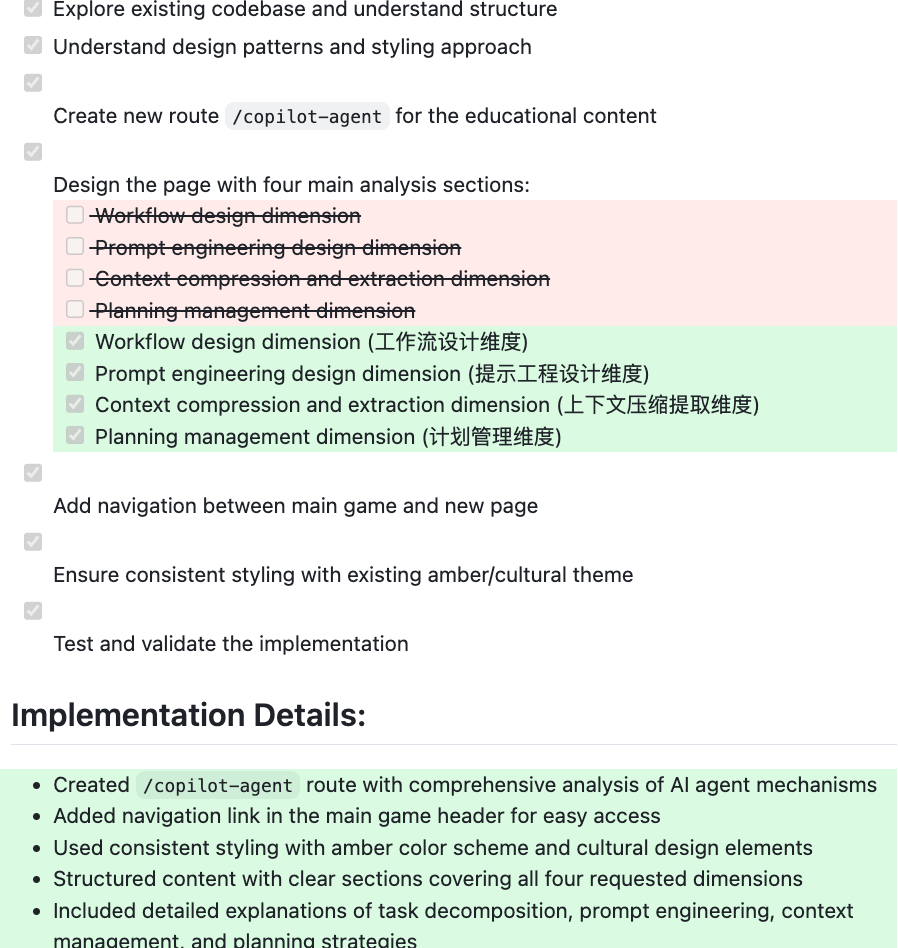 Explore existing codebase and understand structure
Understand design patterns and styling approach
Create new route /copilot-agent for the educational content
Design the page with four main analysis sections:
Workflow design dimension
Prompt engineering design dimension
Context compression and extraction dimension
Planning management dimension
Workflow design dimension (工作流设计维度)
Prompt engineering design dimension (提示工程设计维度)
Context compression and extraction dimension (上下文压缩提取维度)
Planning management dimension (计划管理维度)
Add navigation between main game and new page
Ensure consistent styling with existing amber/cultural theme
Test and validate the implementation
Implementation Details:
Created /copilot-agent route with comprehensive analysis of AI agent mechanisms
Added navigation link in the main game header for easy access
Used consistent styling with amber color scheme and cultural design elements
Structured content with clear sections covering all four requested dimensions
Included detailed explanations of task decomposition, prompt engineering, context
management, and planning strategies